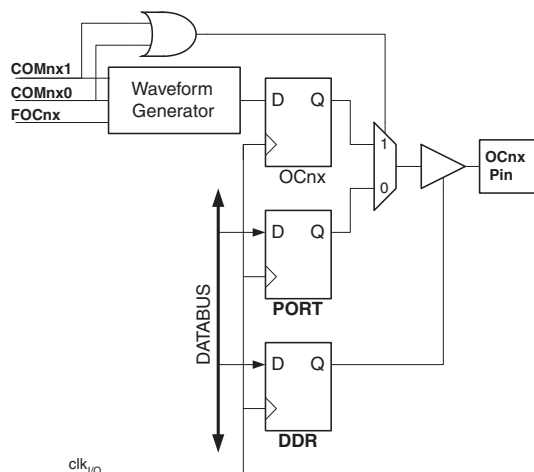 COMnx1
COMnx0
FOCnx
Waveform
Generator
D Q
OCnx
1
0
OCnx
Pin
D Q
PORT
D Q
DDR
DATABUS
clkI/O